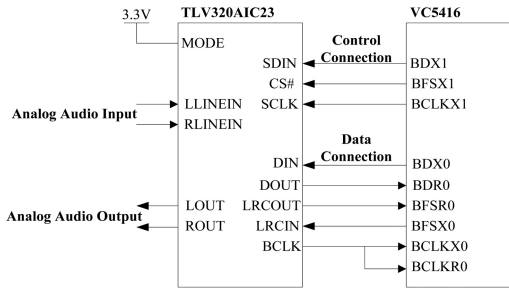 3.3V
TLV320AIC23
VC5416
MODE
Control
Connection
SDIN
BDX1
CS#
BFSX1
LLINEIN
SCLK
BCLKX1
Analog Audio Input
RLINEIN
Data
Connection
DIN
BDX0
DOUT
BDR0
LOUT
LRCOUT
BFSR0
Analog Audio Output
ROUT
LRCIN
BFSX0
BCLK
BCLKX0
BCLKR0